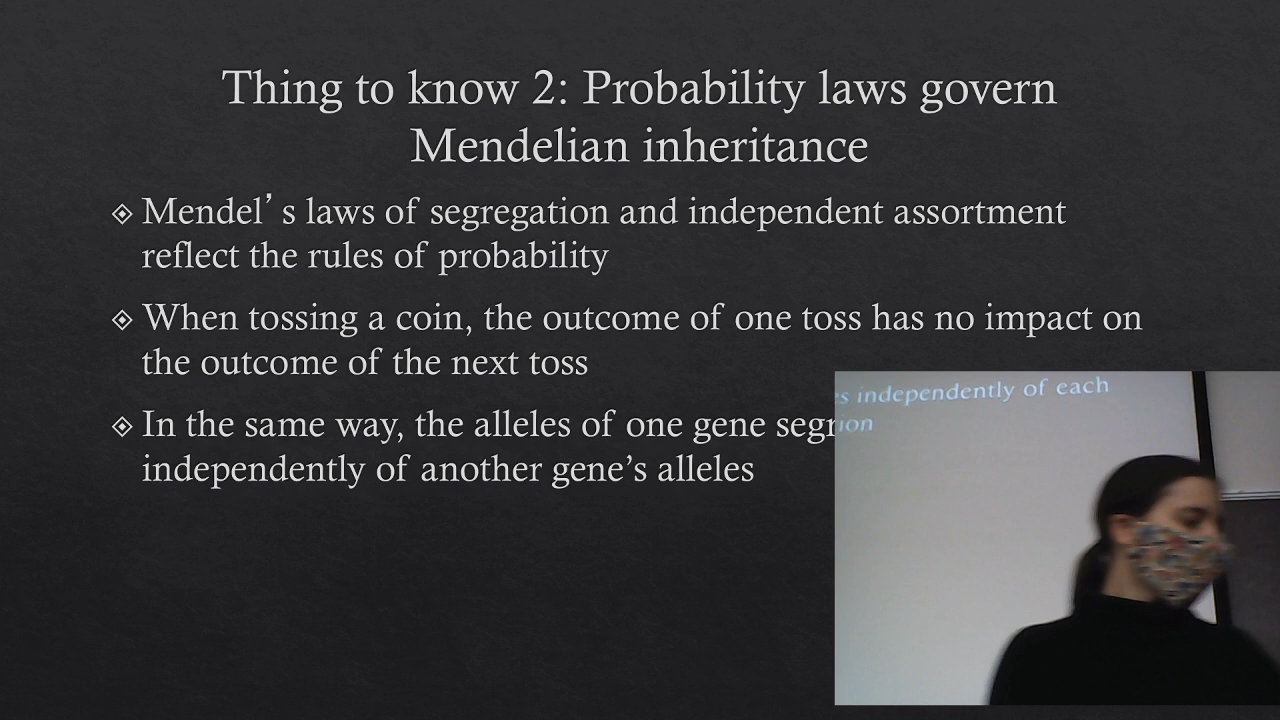 Thing to know 2: Probability laws govern
Mendelian inheritance
Mendel’s laws of segregation and independent assortment
reflect the rules of probability
When tossing a coin, the outcome of one toss has no impact on
the outcome of the next toss
In the same way, the alleles of one gene
independently of another gene’s alleles
independently of each